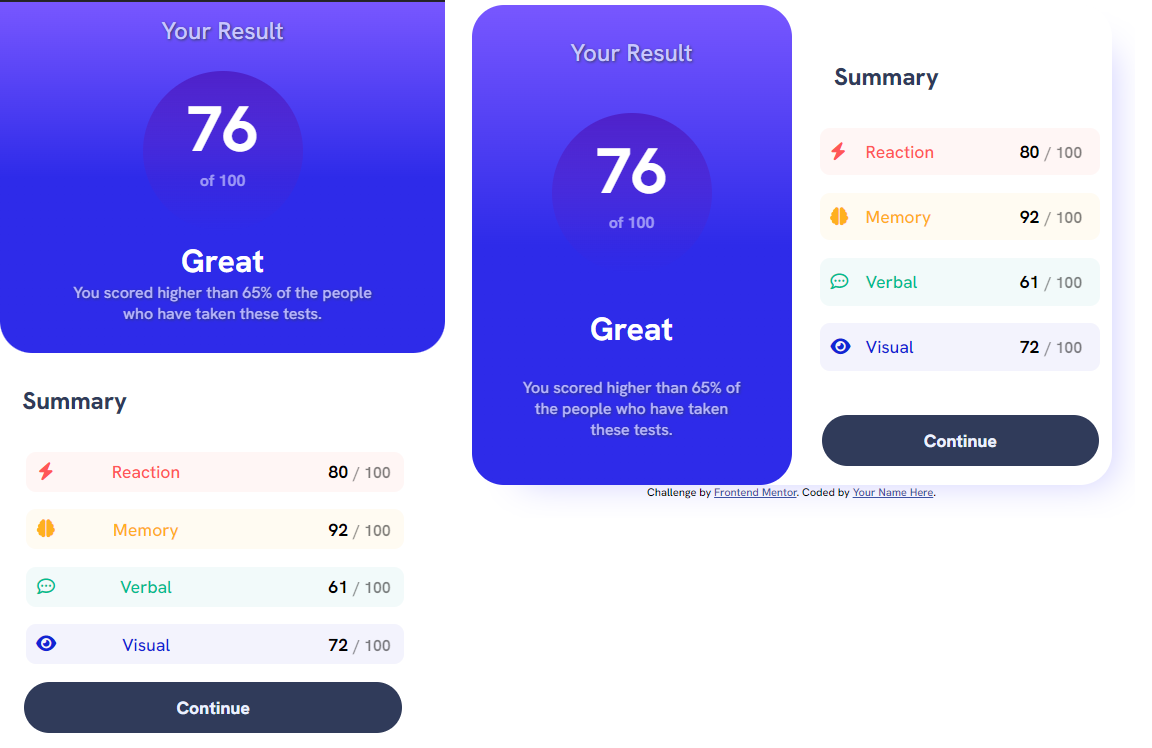 Your Result
76
of 100
Great
You scored higher than 65% of the people
who have taken these tests.
Summary
Reaction 80 / 100
Memory 92 / 100
Verbal 61 / 100
Visual 72 / 100
Continue
Your Result
76
of 100
Great
You scored higher than 65% of
the people who have taken
these tests.
Summary
Reaction 80 / 100
Memory 92 / 100
Verbal 61 / 100
Visual 72 / 100
Continue
Challenge by Frontend Mentor. Coded by Your Name Here.